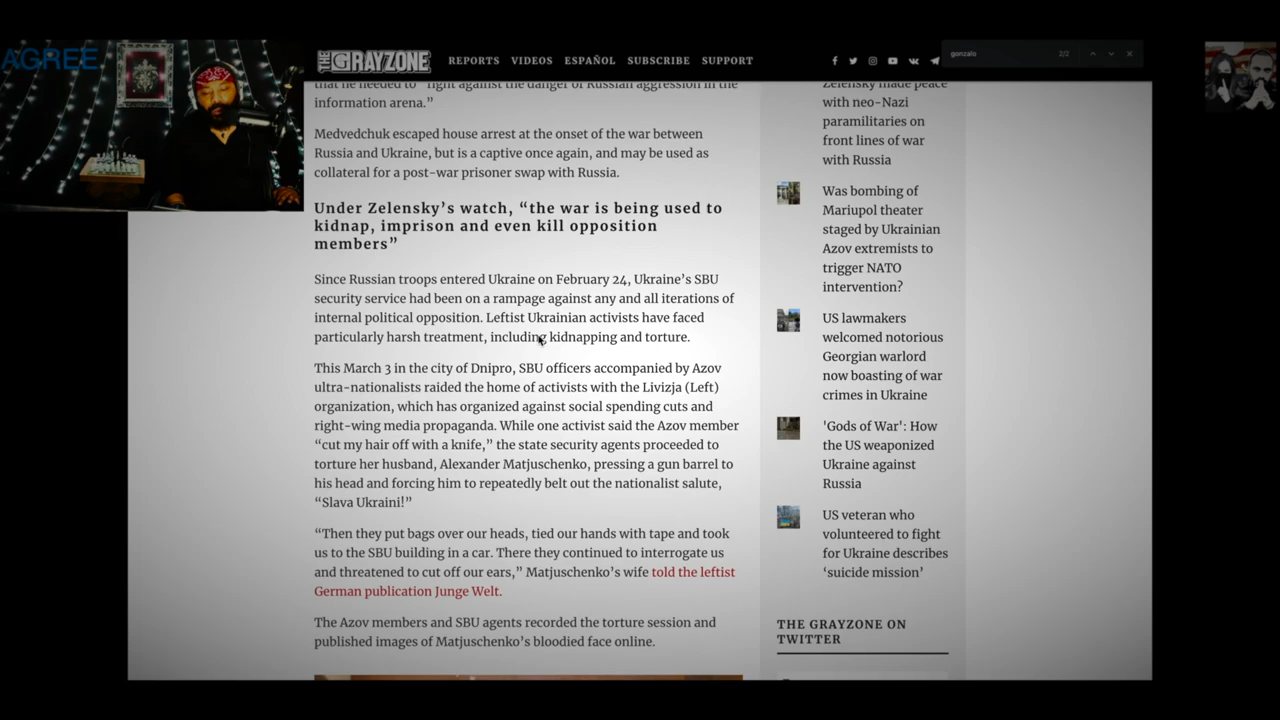 AGREE
THE GRAYZONE
REPORTS VIDEOS ESPAÑOL SUBSCRIBE SUPPORT
gonzalo 2/2
that he needed to “fight against the danger of Russian aggression in the
information arena.”
Medvedchuk escaped house arrest at the onset of the war between
Russia and Ukraine, but is a captive once again, and may be used as
collateral for a post-war prisoner swap with Russia.
Under Zelensky’s watch, “the war is being used to
kidnap, imprison and even kill opposition
members”
Since Russian troops entered Ukraine on February 24, Ukraine’s SBU
security service had been on a rampage against any and all iterations of
internal political opposition. Leftist Ukrainian activists have faced
particularly harsh treatment, including kidnapping and torture.
This March 3 in the city of Dnipro, SBU officers accompanied by Azov
ultra-nationalists raided the home of activists with the Livizja (Left)
organization, which has organized against social spending cuts and
right-wing media propaganda. While one activist said the Azov member
“cut my hair off with a knife,” the state security agents proceeded to
torture her husband, Alexander Matjuschenko, pressing a gun barrel to
his head and forcing him to repeatedly belt out the nationalist salute,
“Slava Ukraini!”
“Then they put bags over our heads, tied our hands with tape and took
us to the SBU building in a car. There they continued to interrogate us
and threatened to cut off our ears,” Matjuschenko’s wife told the leftist
German publication Junge Welt.
The Azov members and SBU agents recorded the torture session and
published images of Matjuschenko’s bloodied face online.
Zelensky made peace
with neo-Nazi
paramilitaries on
front lines of war
with Russia
Was bombing of
Mariupol theater
staged by Ukrainian
Azov extremists to
trigger NATO
intervention?
US lawmakers
welcomed notorious
Georgian warlord
now boasting of war
crimes in Ukraine
'Gods of War': How
the US weaponized
Ukraine against
Russia
US veteran who
volunteered to fight
for Ukraine describes
‘suicide mission’
THE GRAYZONE ON
TWITTER